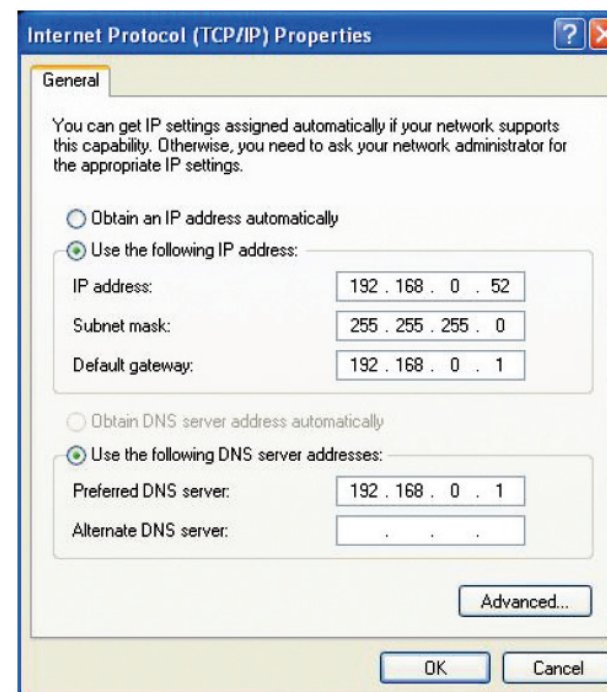 Internet Protocol (TCP/IP) Properties
?
General
You can get IP settings assigned automatically if your network supports
this capability. Otherwise, you need to ask your network administrator for
the appropriate IP settings.
Obtain an IP address automatically
Use the following IP address:
IP address: 192 . 168 . 0 . 52
Subnet mask: 255 . 255 . 255 . 0
Default gateway: 192 . 168 . 0 . 1
Obtain DNS server address automatically
Use the following DNS server addresses:
Preferred DNS server: 192 . 168 . 0 . 1
Alternate DNS server: . . .
Advanced...
OK Cancel